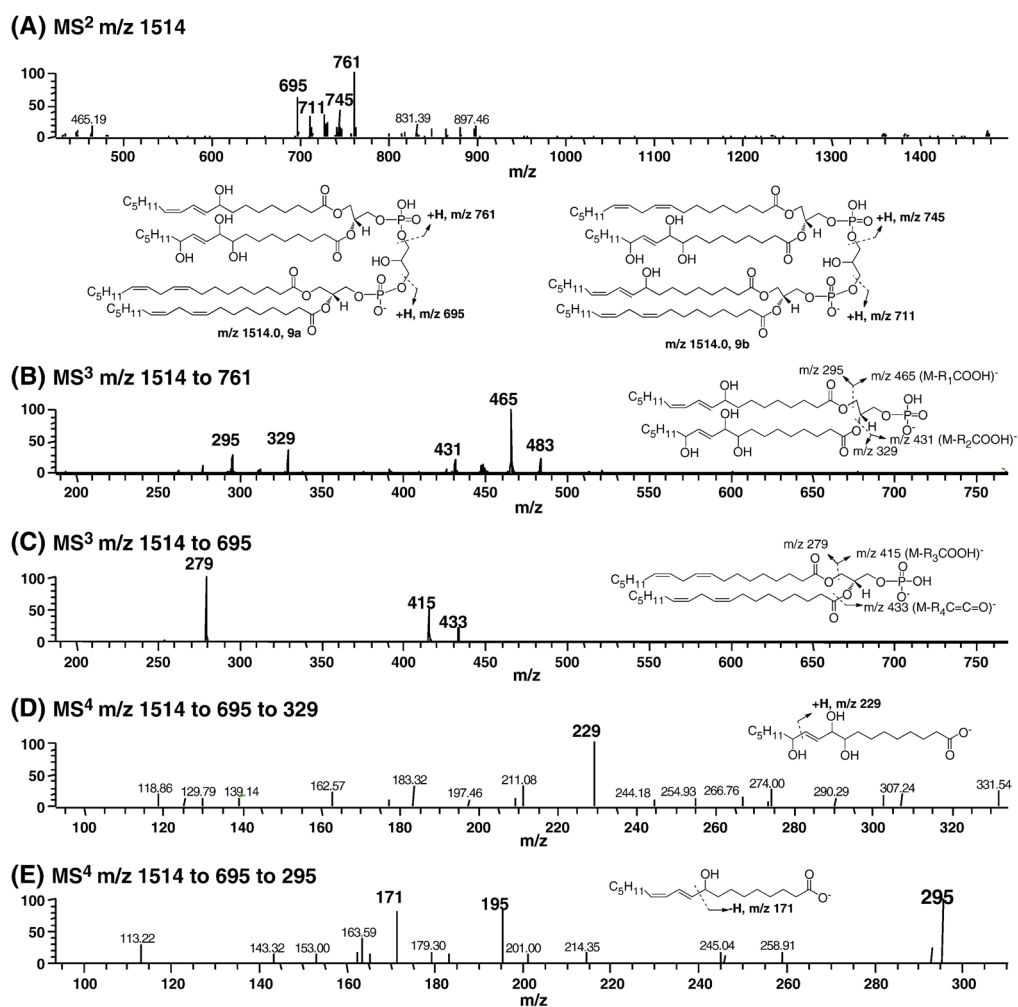 (A) MS2 m/z 1514
761
695
711
745
465.19
831.39
897.46
100
50
0
500 600 700 800 900 1000 1100 1200 1300 1400
m/z
OH
C5H11
O
OH
P=O
+H, m/z 761
OH
C5H11
OH
OH
O
H
HO
C5H11
O
P
O-
C5H11
O
H
+H, m/z 695
m/z 1514.0, 9a
C5H11
O
OH
P=O
+H, m/z 745
OH
C5H11
OH
OH
O
H
HO
OH
C5H11
O
P
O-
C5H11
O
H
+H, m/z 711
m/z 1514.0, 9b
(B) MS3 m/z 1514 to 761
465
295
329
431
483
100
50
0
200 250 300 350 400 450 500 550 600 650 700 750
m/z
m/z 295
m/z 465 (M-R1COOH)-
OH
C5H11
O
OH
P=O
O-
OH
C5H11
OH
OH
O
H
m/z 431 (M-R2COOH)-
m/z 329
(C) MS3 m/z 1514 to 695
279
415
433
100
50
0
200 250 300 350 400 450 500 550 600 650 700 750
m/z
m/z 279
m/z 415 (M-R3COOH)-
C5H11
O
O
P-OH
O-
C5H11
O
H
m/z 433 (M-R4C=C=O)-
(D) MS4 m/z 1514 to 695 to 329
229
118.86
129.79
139.14
162.57
183.32
197.46
211.08
244.18
254.93
266.76
274.00
290.29
307.24
331.54
100
50
0
100 120 140 160 180 200 220 240 260 280 300 320
m/z
+H, m/z 229
OH
C5H11
OH
OH
O-
O
(E) MS4 m/z 1514 to 695 to 295
171
195
295
113.22
143.32
153.00
163.59
179.30
201.00
214.35
245.04
258.91
100
50
0
100 120 140 160 180 200 220 240 260 280 300
m/z
OH
C5H11
O
O-
-H, m/z 171